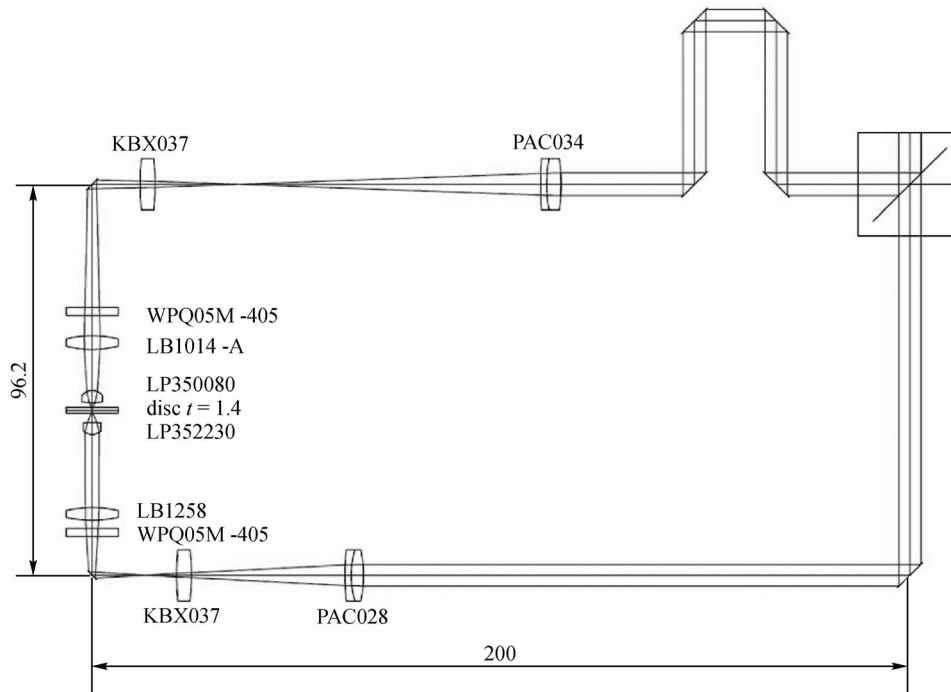 KBX037
PAC034
WPQ05M -405
LB1014 -A
96.2
LP350080
disc t = 1.4
LP352230
LB1258
WPQ05M -405
KBX037
PAC028
200